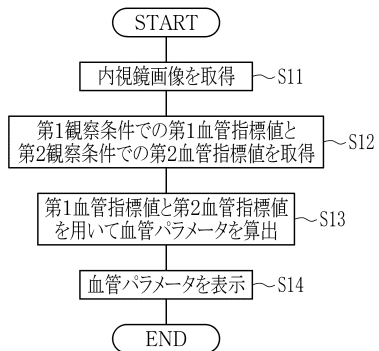 START
内視鏡画像を取得
S11
第1観察条件での第1血管指標値と
第2観察条件での第2血管指標値を取得
S12
第1血管指標値と第2血管指標値
を用いて血管パラメータを算出
S13
血管パラメータを表示
S14
END